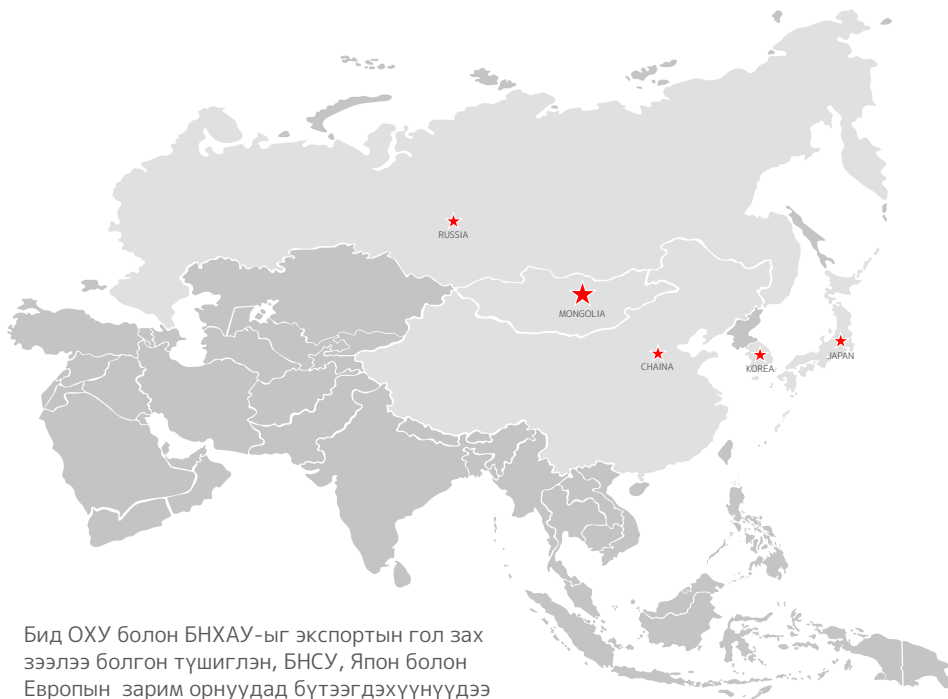 RUSSIA
MONGOLIA
CHAINA
KOREA
JAPAN
Бид ОХУ болон БНХАУ-ыг экспортын гол зах
зээлээ болгон түшиглэн, БНСУ, Япон болон
Европын зарим орнуудад бүтээгдэхүүнүүдээ